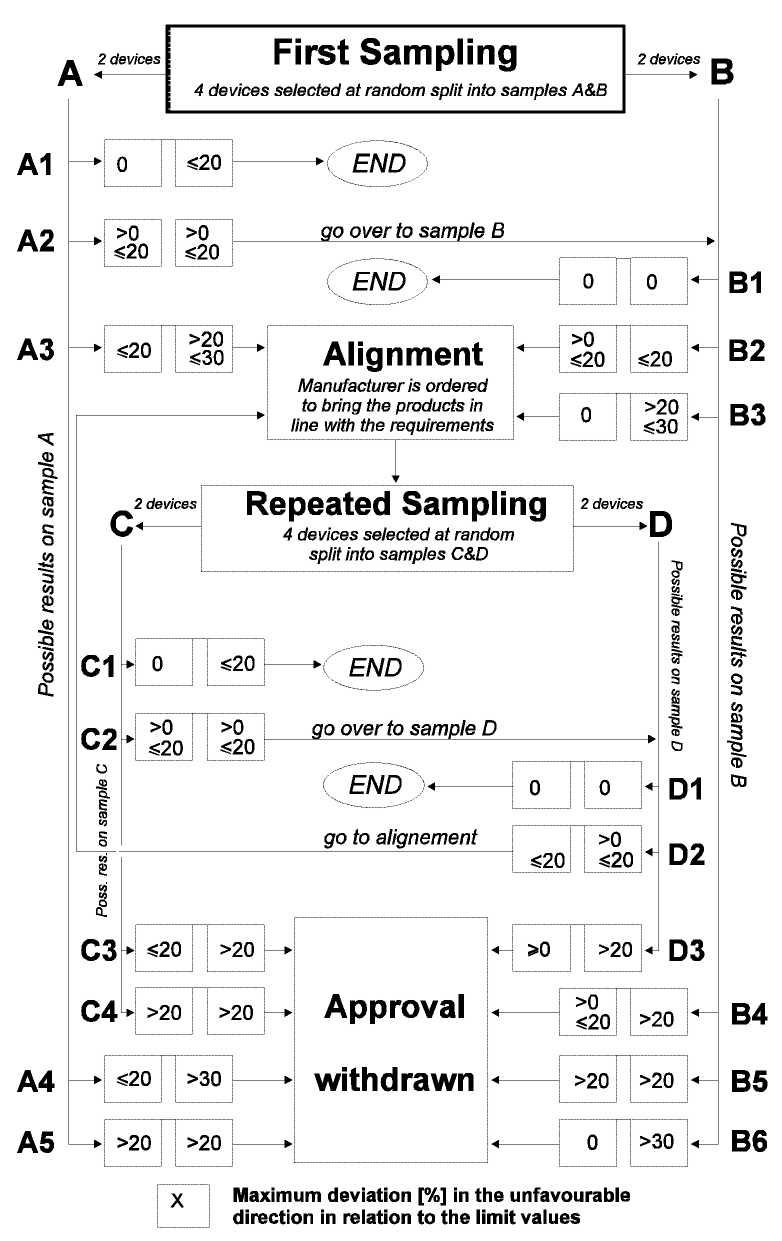 First Sampling
4 devices selected at random split into samples A&B
A
2 devices
2 devices
B
A1
0
≤20
END
A2
>0
≤20
>0
≤20
go over to sample B
END
0
0
B1
A3
≤20
>20
≤30
Alignment
Manufacturer is ordered
to bring the products in
line with the requirements
>0
≤20
≤20
B2
0
>20
≤30
B3
Possible results on sample A
Repeated Sampling
4 devices selected at random
split into samples C&D
C
2 devices
2 devices
D
Possible results on sample D
Possible results on sample B
C1
0
≤20
END
C2
>0
≤20
>0
≤20
go over to sample D
Poss. res. on sample C
END
0
0
D1
go to alignement
≤20
>0
≤20
D2
C3
≤20
>20
Approval
withdrawn
≥0
>20
D3
C4
>20
>20
>0
≤20
>20
B4
A4
≤20
>30
>20
>20
B5
A5
>20
>20
0
>30
B6
X
Maximum deviation [%] in the unfavourable
direction in relation to the limit values